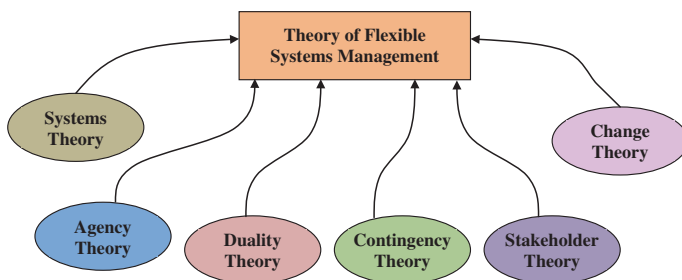 Theory of Flexible
Systems Management
Systems
Theory
Change
Theory
Agency
Theory
Duality
Theory
Contingency
Theory
Stakeholder
Theory